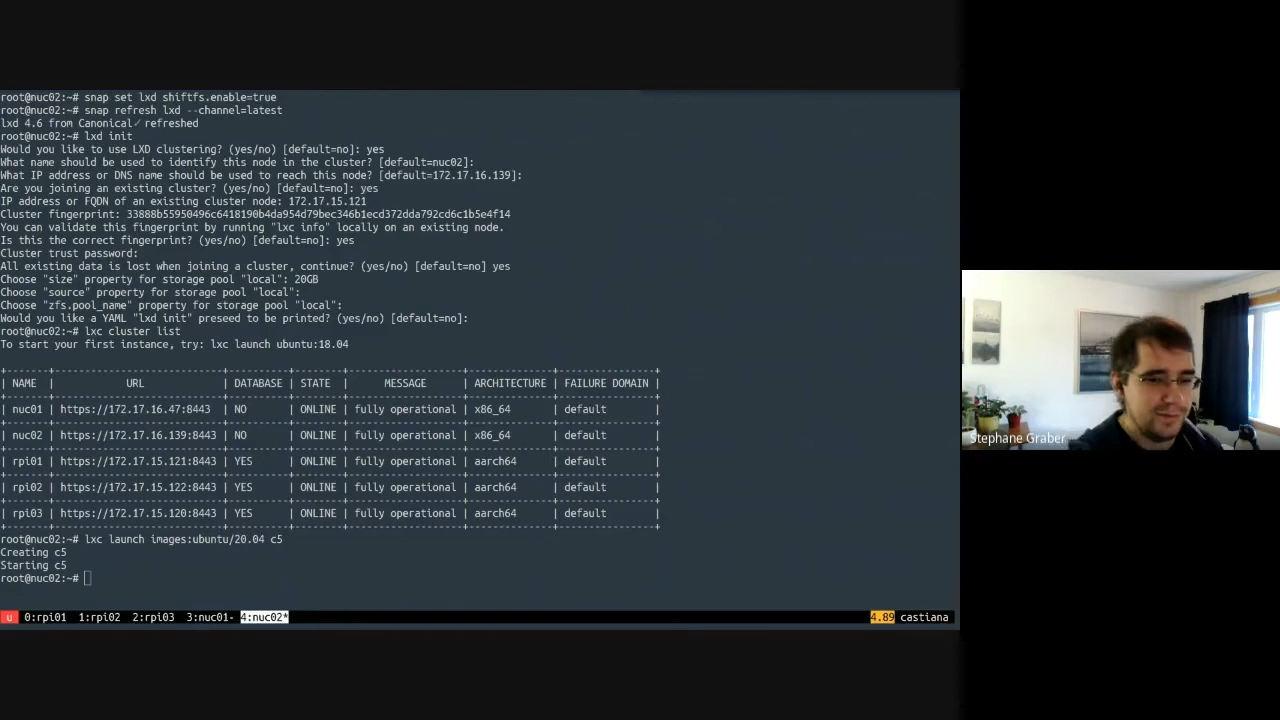 root@nuc02:~# snap set lxd shiftfs.enable=true
root@nuc02:~# snap refresh lxd --channel=latest
lxd 4.6 from Canonical✓ refreshed
root@nuc02:~# lxd init
Would you like to use LXD clustering? (yes/no) [default=no]: yes
What name should be used to identify this node in the cluster? [default=nuc02]:
What IP address or DNS name should be used to reach this node? [default=172.17.16.139]:
Are you joining an existing cluster? (yes/no) [default=no]: yes
IP address or FQDN of an existing cluster node: 172.17.15.121
Cluster fingerprint: 33888b55950496c6418190b4da954d79bec346b1ecd372dda792cd6c1b5e4f14
You can validate this fingerprint by running "lxc info" locally on an existing node.
Is this the correct fingerprint? (yes/no) [default=no]: yes
Cluster trust password:
All existing data is lost when joining a cluster, continue? (yes/no) [default=no] yes
Choose "size" property for storage pool "local": 20GB
Choose "source" property for storage pool "local":
Choose "zfs.pool_name" property for storage pool "local":
Would you like a YAML "lxd init" preseed to be printed? (yes/no) [default=no]:
root@nuc02:~# lxc cluster list
To start your first instance, try: lxc launch ubuntu:18.04
| NAME | URL | DATABASE | STATE | MESSAGE | ARCHITECTURE | FAILURE DOMAIN |
| nuc01 | https://172.17.16.47:8443 | NO | ONLINE | fully operational | x86_64 | default |
| nuc02 | https://172.17.16.139:8443 | NO | ONLINE | fully operational | x86_64 | default |
| rpi01 | https://172.17.15.121:8443 | YES | ONLINE | fully operational | aarch64 | default |
| rpi02 | https://172.17.15.122:8443 | YES | ONLINE | fully operational | aarch64 | default |
| rpi03 | https://172.17.15.120:8443 | YES | ONLINE | fully operational | aarch64 | default |
root@nuc02:~# lxc launch images:ubuntu/20.04 c5
Creating c5
Starting c5
root@nuc02:~#
u 0:rpi01 1:rpi02 2:rpi03 3:nuc01- 4:nuc02* 4.89 castiana
Stephane Graber